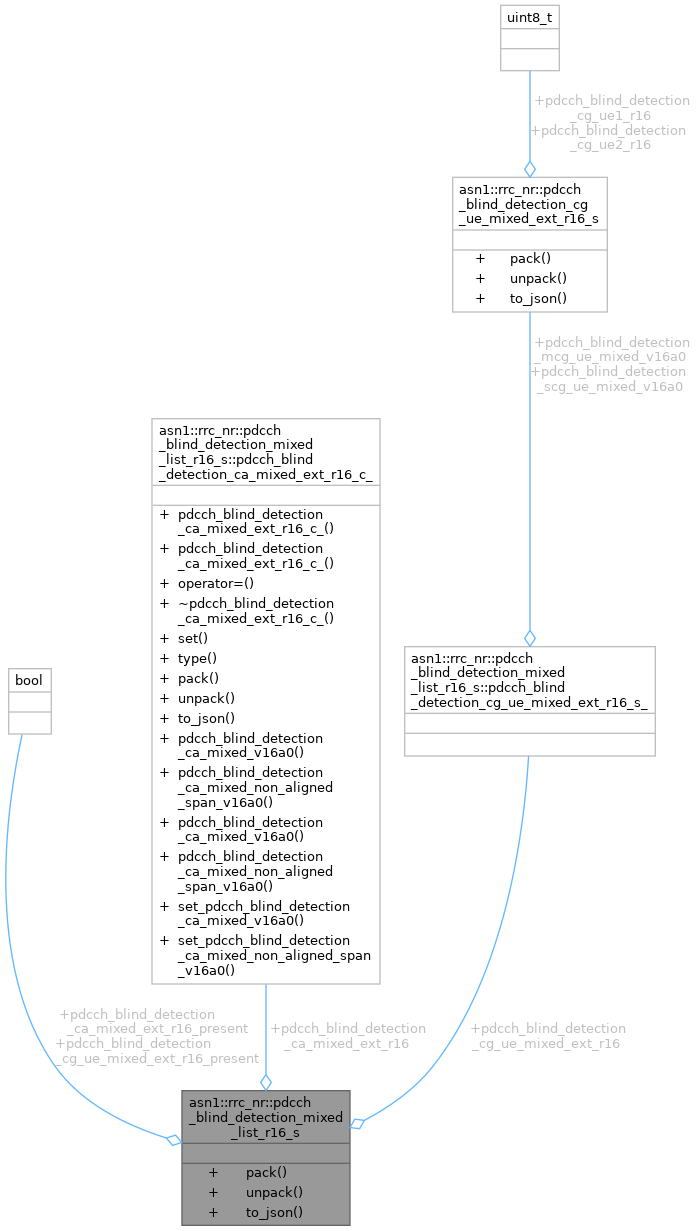 uint8_t
+pdcch_blind_detection
_cg_ue1_r16
+pdcch_blind_detection
_cg_ue2_r16
asn1::rrc_nr::pdcch
_blind_detection_cg
_ue_mixed_ext_r16_s
+ pack()
+ unpack()
+ to_json()
+pdcch_blind_detection
_mcg_ue_mixed_v16a0
+pdcch_blind_detection
_scg_ue_mixed_v16a0
asn1::rrc_nr::pdcch
_blind_detection_mixed
_list_r16_s::pdcch_blind
_detection_ca_mixed_ext_r16_c_
+ pdcch_blind_detection
_ca_mixed_ext_r16_c_()
+ pdcch_blind_detection
_ca_mixed_ext_r16_c_()
+ operator=()
+ ~pdcch_blind_detection
_ca_mixed_ext_r16_c_()
+ set()
+ type()
+ pack()
+ unpack()
+ to_json()
+ pdcch_blind_detection
_ca_mixed_v16a0()
+ pdcch_blind_detection
_ca_mixed_non_aligned
_span_v16a0()
+ pdcch_blind_detection
_ca_mixed_v16a0()
+ pdcch_blind_detection
_ca_mixed_non_aligned
_span_v16a0()
+ set_pdcch_blind_detection
_ca_mixed_v16a0()
+ set_pdcch_blind_detection
_ca_mixed_non_aligned_span
_v16a0()
asn1::rrc_nr::pdcch
_blind_detection_mixed
_list_r16_s::pdcch_blind
_detection_cg_ue_mixed_ext_r16_s_
bool
+pdcch_blind_detection
_ca_mixed_ext_r16_present
+pdcch_blind_detection
_cg_ue_mixed_ext_r16_present
+pdcch_blind_detection
_ca_mixed_ext_r16
+pdcch_blind_detection
_cg_ue_mixed_ext_r16
asn1::rrc_nr::pdcch
_blind_detection_mixed
_list_r16_s
+ pack()
+ unpack()
+ to_json()